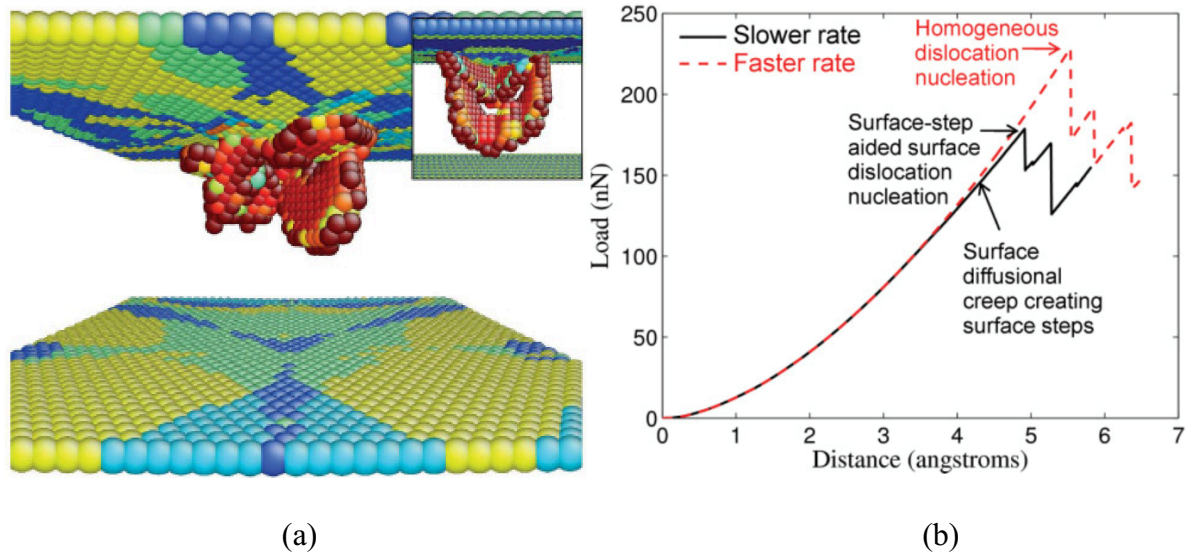 250
200
150
100
50
0
Load (nN)
Slower rate
Faster rate
Homogeneous
dislocation
nucleation
Surface-step
aided surface
dislocation
nucleation
Surface
diffusional
creep creating
surface steps
0 1 2 3 4 5 6 7
Distance (angstroms)
(a) (b)